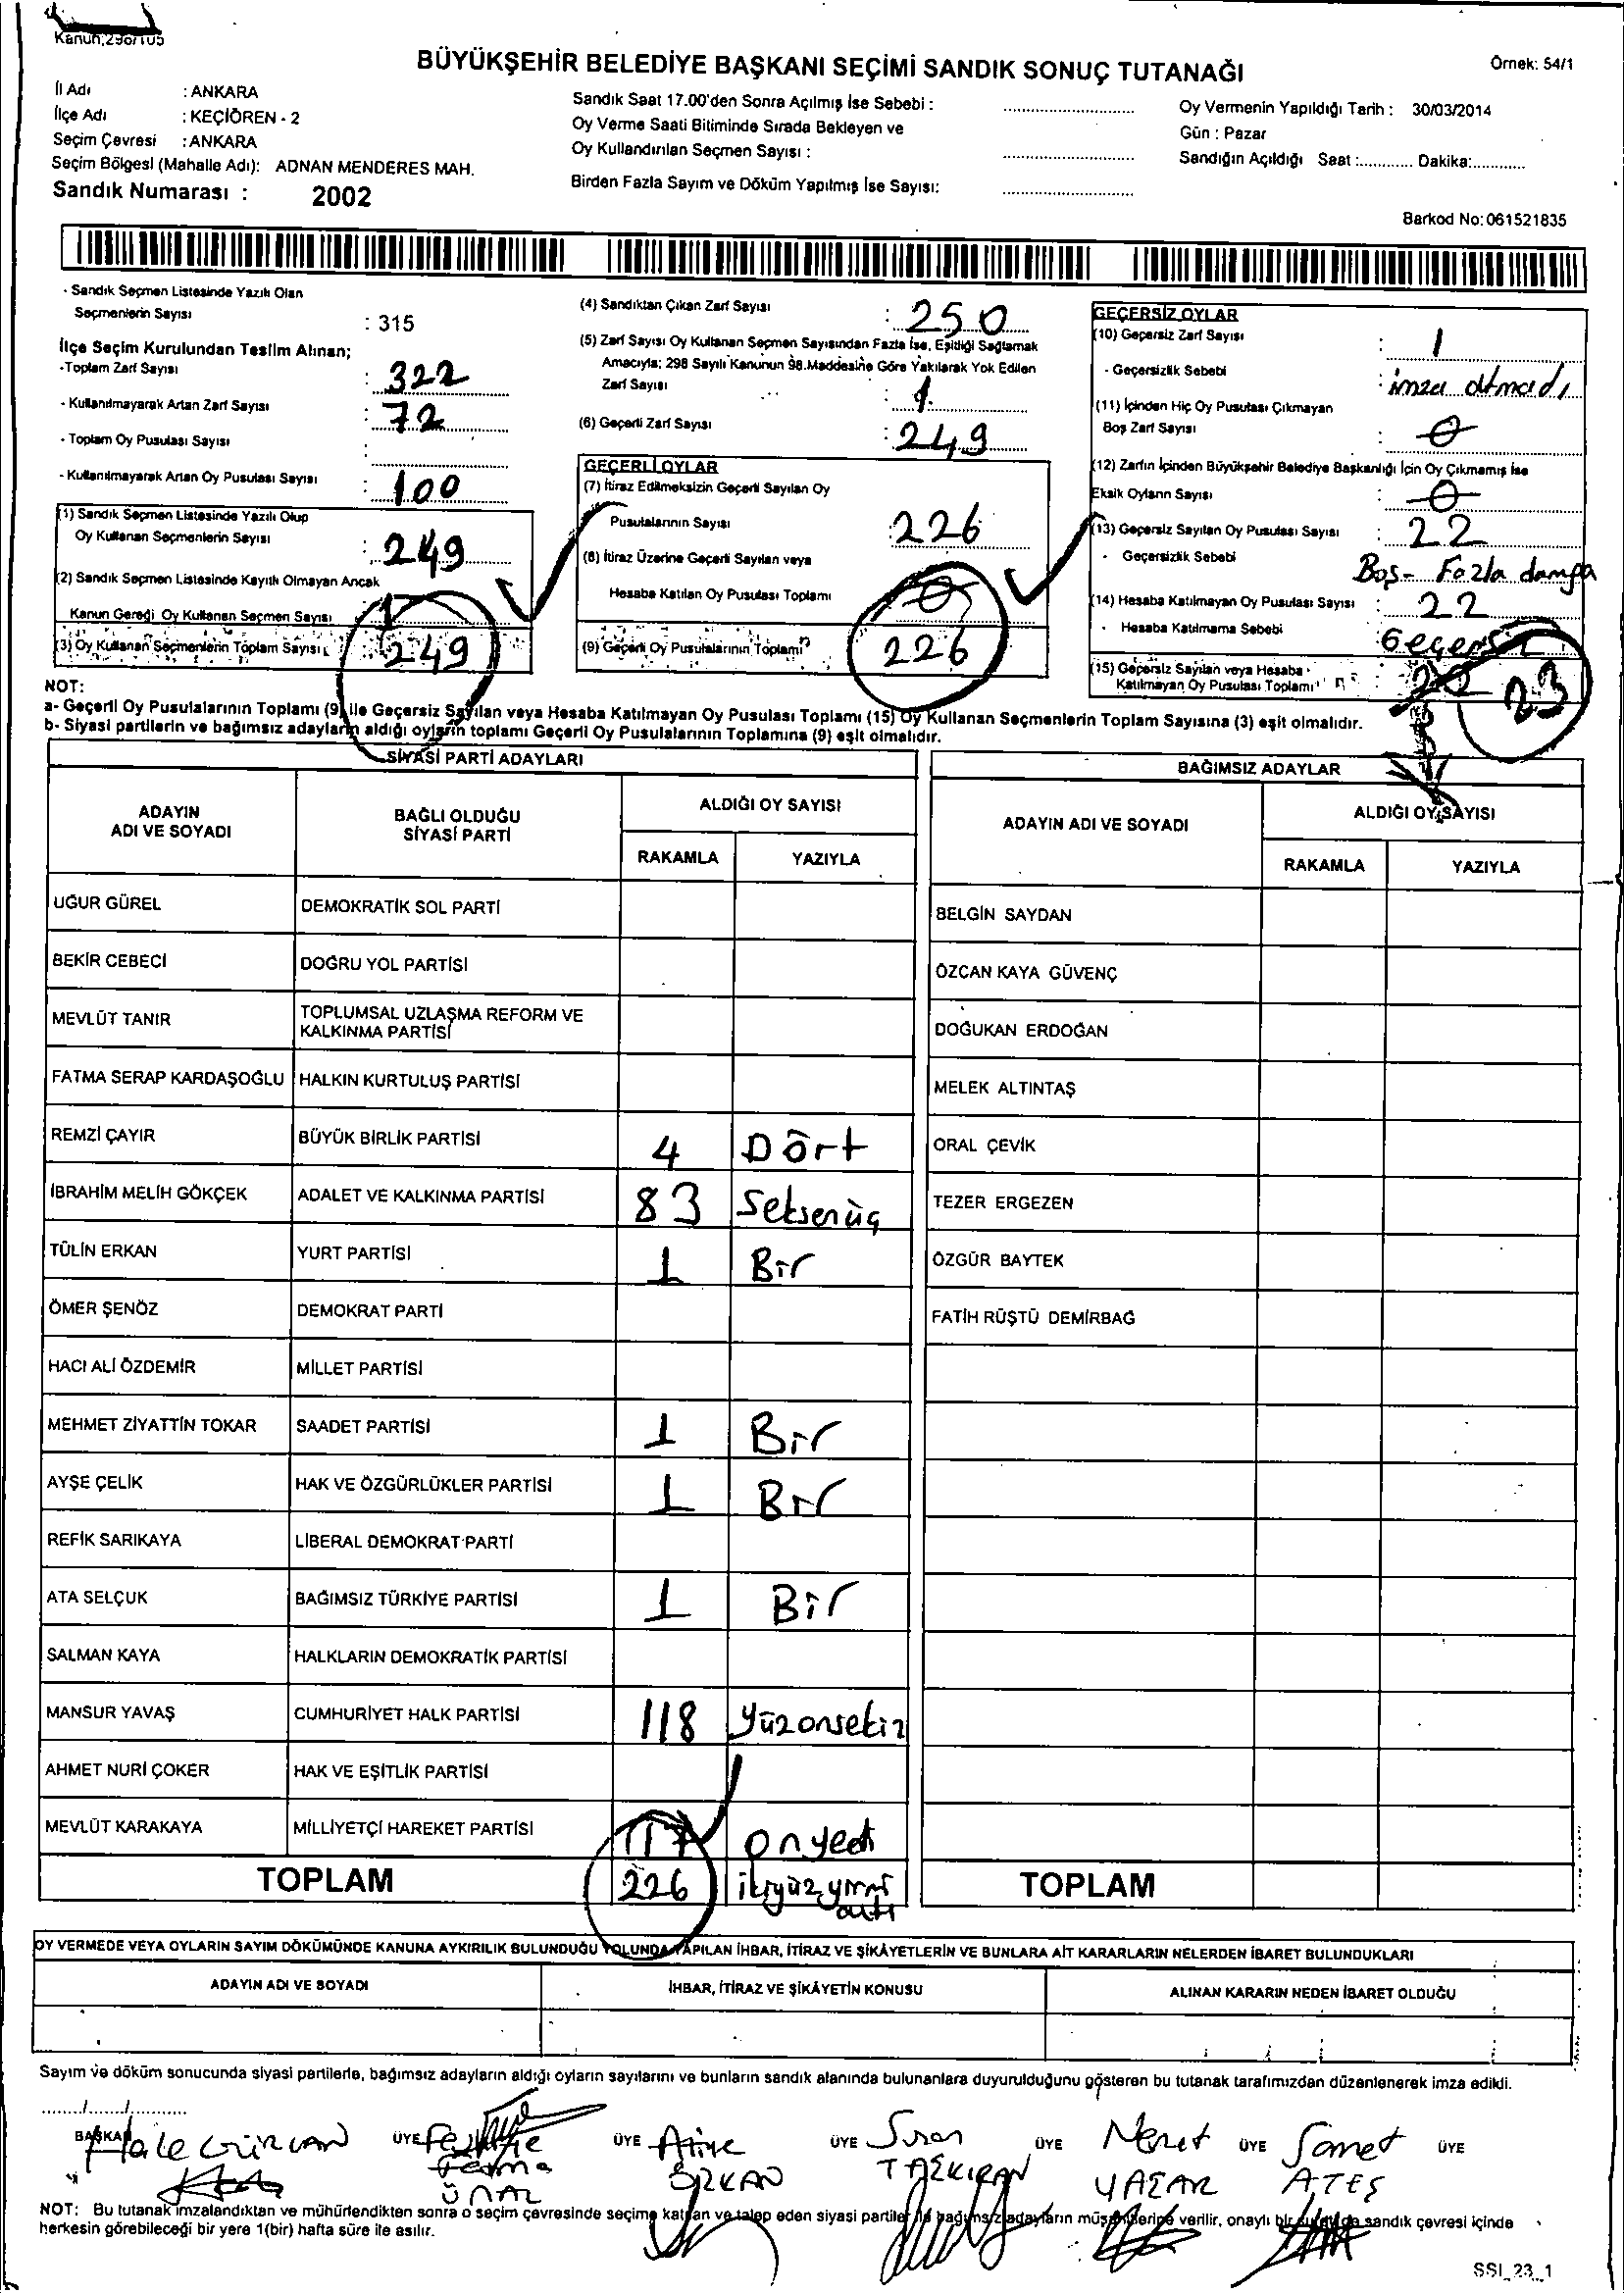 Kanun;298/105
BÜYÜKŞEHİR BELEDİYE BAŞKANI SEÇİMİ SANDIK SONUÇ TUTANAĞI
Örnek: 54/1
İl Adı : ANKARA
İlçe Adı : KEÇİÖREN - 2
Seçim Çevresi : ANKARA
Seçim Bölgesi (Mahalle Adı): ADNAN MENDERES MAH.
Sandık Numarası : 2002
Sandık Saat 17.00'den Sonra Açılmış İse Sebebi :
Oy Verme Saati Bitiminde Sırada Bekleyen ve
Oy Kullandırılan Seçmen Sayısı :
Birden Fazla Sayım ve Döküm Yapılmış İse Sayısı:
Oy Vermenin Yapıldığı Tarih : 30/03/2014
Gün : Pazar
Sandığın Açıldığı Saat :............ Dakika:............
Barkod No: 061521835
- Sandık Seçmen Listesinde Yazılı Olan
Seçmenlerin Sayısı : 315
İlçe Seçim Kurulundan Teslim Alınan;
-Toplam Zarf Sayısı : 322
- Kullanılmayarak Artan Zarf Sayısı : 72
- Toplam Oy Pusulası Sayısı :
- Kullanılmayarak Artan Oy Pusulası Sayısı : 100
(1) Sandık Seçmen Listesinde Yazılı Olup
Oy Kullanan Seçmenlerin Sayısı : 249
(2) Sandık Seçmen Listesinde Kayıtlı Olmayan Ancak
Kanun Gereği Oy Kullanan Seçmen Sayısı
(3) Oy Kullanan Seçmenlerin Toplam Sayısı : 249
(4) Sandıktan Çıkan Zarf Sayısı : 250
(5) Zarf Sayısı Oy Kullanan Seçmen Sayısından Fazla İse, Eşitliği Sağlamak
Amacıyla; 298 Sayılı Kanunun 98.Maddesine Göre Yakılarak Yok Edilen
Zarf Sayısı : 1
(6) Geçerli Zarf Sayısı : 249
GEÇERLİ OYLAR
(7) İtiraz Edilmeksizin Geçerli Sayılan Oy
Pusulalarının Sayısı : 226
(8) İtiraz Üzerine Geçerli Sayılan veya
Hesaba Katılan Oy Pusulası Toplamı : 0
(9) Geçerli Oy Pusulalarının Toplamı 226
GEÇERSİZ OYLAR
(10) Geçersiz Zarf Sayısı : 1
- Geçersizlik Sebebi : imza atmadı
(11) İçinden Hiç Oy Pusulası Çıkmayan
Boş Zarf Sayısı : 0
(12) Zarfın İçinden Büyükşehir Belediye Başkanlığı İçin Oy Çıkmamış İse
Eksik Oyların Sayısı : 0
(13) Geçersiz Sayılan Oy Pusulası Sayısı : 22
- Geçersizlik Sebebi Boş - Fazla damga
(14) Hesaba Katılmayan Oy Pusulası Sayısı : 22
- Hesaba Katılmama Sebebi Geçersiz
(15) Geçersiz Sayılan veya Hesaba
Katılmayan Oy Pusulası Toplamı : 23
NOT:
a- Geçerli Oy Pusulalarının Toplamı (9) ile Geçersiz Sayılan veya Hesaba Katılmayan Oy Pusulası Toplamı (15) Oy Kullanan Seçmenlerin Toplam Sayısına (3) eşit olmalıdır.
b- Siyasi partilerin ve bağımsız adayların aldığı oyların toplamı Geçerli Oy Pusulalarının Toplamına (9) eşit olmalıdır.
SİYASİ PARTİ ADAYLARI
ADAYIN ADI VE SOYADI BAĞLI OLDUĞU SİYASİ PARTİ ALDIĞI OY SAYISI
RAKAMLA YAZIYLA
BAĞIMSIZ ADAYLAR
ADAYIN ADI VE SOYADI ALDIĞI OY SAYISI
RAKAMLA YAZIYLA
UĞUR GÜREL DEMOKRATİK SOL PARTİ
BEKİR CEBECİ DOĞRU YOL PARTİSİ
MEVLÜT TANIR TOPLUMSAL UZLAŞMA REFORM VE KALKINMA PARTİSİ
FATMA SERAP KARDAŞOĞLU HALKIN KURTULUŞ PARTİSİ
REMZİ ÇAYIR BÜYÜK BİRLİK PARTİSİ 4 Dört
İBRAHİM MELİH GÖKÇEK ADALET VE KALKINMA PARTİSİ 83 Seksenüç
TÜLİN ERKAN YURT PARTİSİ 1 Bir
ÖMER ŞENÖZ DEMOKRAT PARTİ
HACI ALİ ÖZDEMİR MİLLET PARTİSİ
MEHMET ZİYATTİN TOKAR SAADET PARTİSİ 1 Bir
AYŞE ÇELİK HAK VE ÖZGÜRLÜKLER PARTİSİ 1 Bir
REFİK SARIKAYA LİBERAL DEMOKRAT PARTİ
ATA SELÇUK BAĞIMSIZ TÜRKİYE PARTİSİ 1 Bir
SALMAN KAYA HALKLARIN DEMOKRATİK PARTİSİ
MANSUR YAVAŞ CUMHURİYET HALK PARTİSİ 118 Yüzonsekiz
AHMET NURİ ÇOKER HAK VE EŞİTLİK PARTİSİ
MEVLÜT KARAKAYA MİLLİYETÇİ HAREKET PARTİSİ 17 onyedi
TOPLAM 226 ikiyüzyirmi altı
BELGİN SAYDAN
ÖZCAN KAYA GÜVENÇ
DOĞUKAN ERDOĞAN
MELEK ALTINTAŞ
ORAL ÇEVİK
TEZER ERGEZEN
ÖZGÜR BAYTEK
FATİH RÜŞTÜ DEMİRBAĞ
TOPLAM
OY VERMEDE VEYA OYLARIN SAYIM DÖKÜMÜNDE KANUNA AYKIRILIK BULUNDUĞU YOLUNDA YAPILAN İHBAR, İTİRAZ VE ŞİKÂYETLERİN VE BUNLARA AİT KARARLARIN NELERDEN İBARET BULUNDUKLARI
ADAYIN ADI VE SOYADI İHBAR, İTİRAZ VE ŞİKÂYETİN KONUSU ALINAN KARARIN NEDEN İBARET OLDUĞU
Sayım ve döküm sonucunda siyasi partilerle, bağımsız adayların aldığı oyların sayılarını ve bunların sandık alanında bulunanlara duyurulduğunu gösteren bu tutanak tarafımızdan düzenlenerek imza edildi.
......../......../............
BAŞKAN Hale GÜRCAN ÜYE Fatma ÜNAL ÜYE ÖZKAN ÜYE TAŞKIRAN ÜYE YAZAR ÜYE Samet ATEŞ ÜYE
NOT: Bu tutanak imzalandıktan ve mühürlendikten sonra o seçim çevresinde seçime katılan ve talep eden siyasi partiler ile bağımsız adayların müşahitlerine verilir, onaylı bir sureti de sandık çevresi içinde
herkesin görebileceği bir yere 1(bir) hafta süre ile asılır.
SSI_23_1